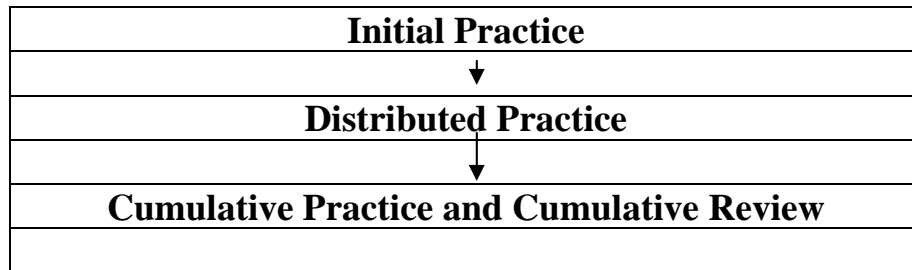 Initial Practice
Distributed Practice
Cumulative Practice and Cumulative Review